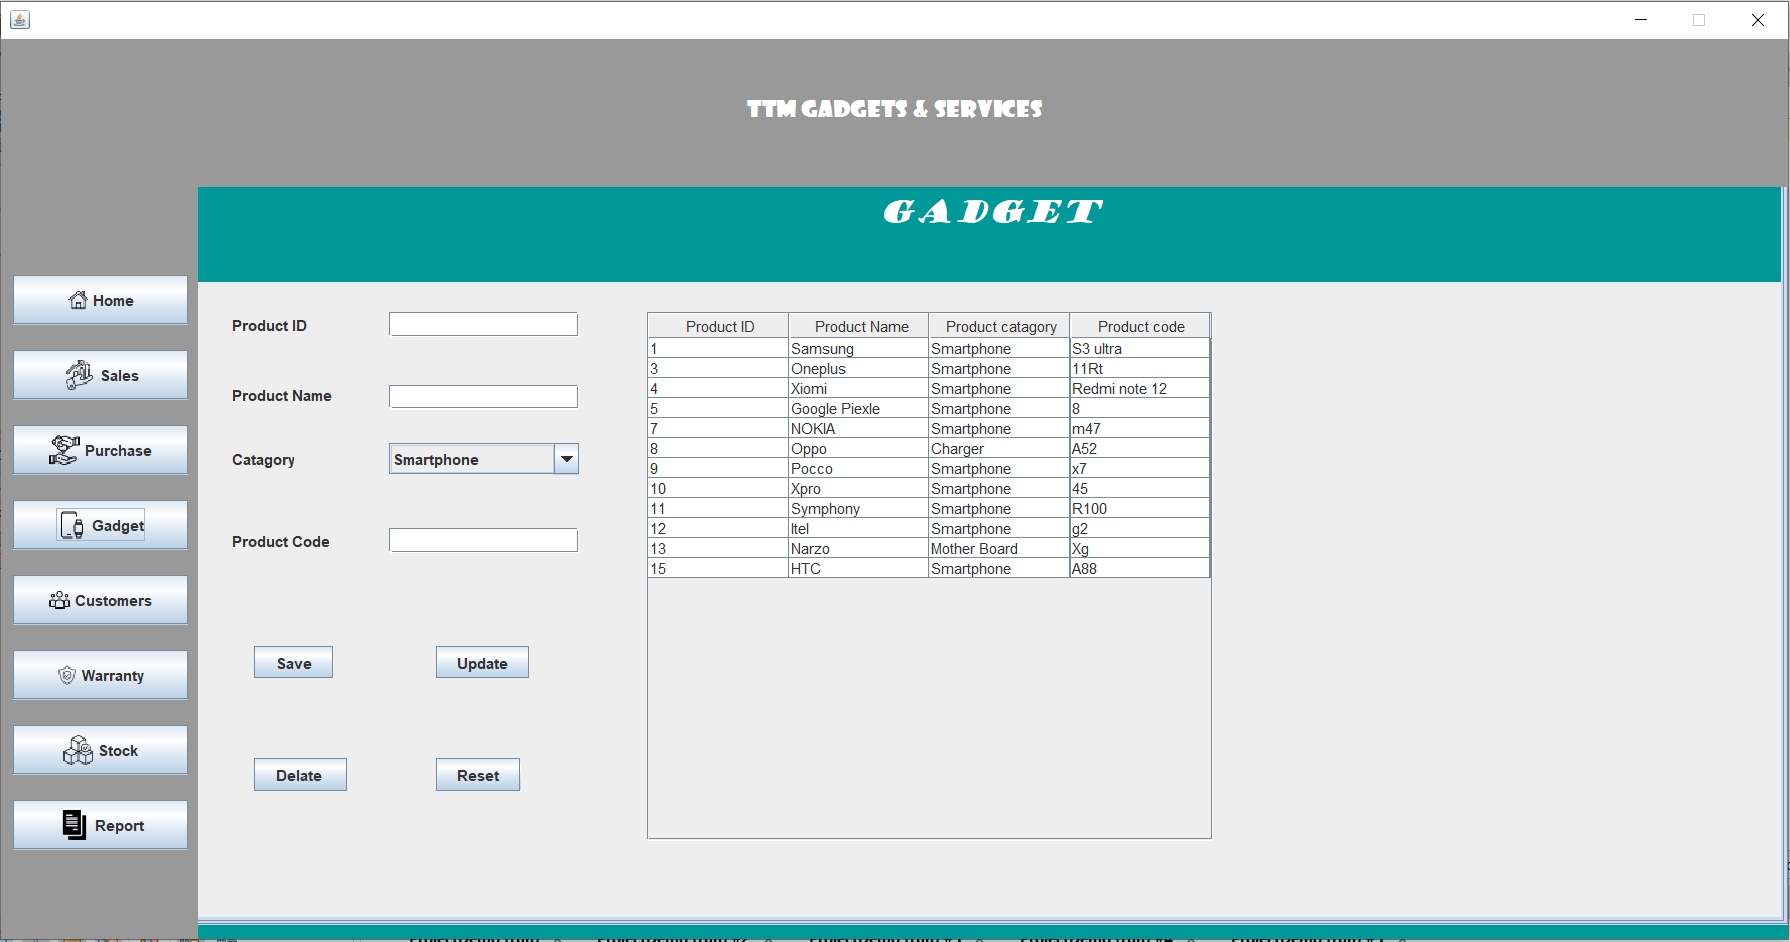 TTM GADGETS & SERVICES
GADGET
Home
Sales
Purchase
Gadget
Customers
Warranty
Stock
Report
Product ID
Product Name
Catagory
Smartphone
Product Code
Save
Update
Delate
Reset
Product ID Product Name Product catagory Product code
1 Samsung Smartphone S3 ultra
3 Oneplus Smartphone 11Rt
4 Xiomi Smartphone Redmi note 12
5 Google Piexle Smartphone 8
7 NOKIA Smartphone m47
8 Oppo Charger A52
9 Pocco Smartphone x7
10 Xpro Smartphone 45
11 Symphony Smartphone R100
12 Itel Smartphone g2
13 Narzo Mother Board Xg
15 HTC Smartphone A88